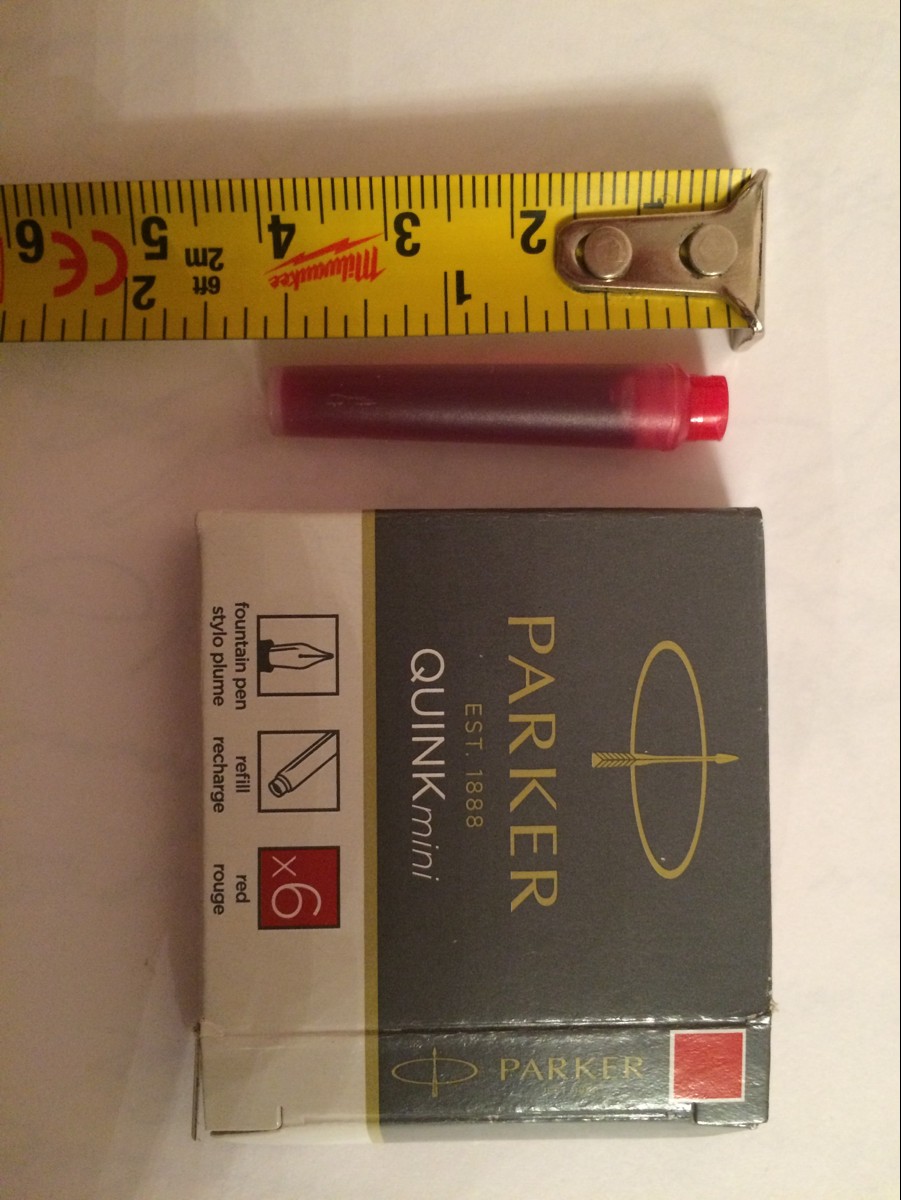 1
2
3
4
5
6
Milwaukee
6ft
2m
CE
1
2
PARKER
EST. 1888
QUINKmini
fountain pen
stylo plume
refill
recharge
x6
red
rouge
PARKER